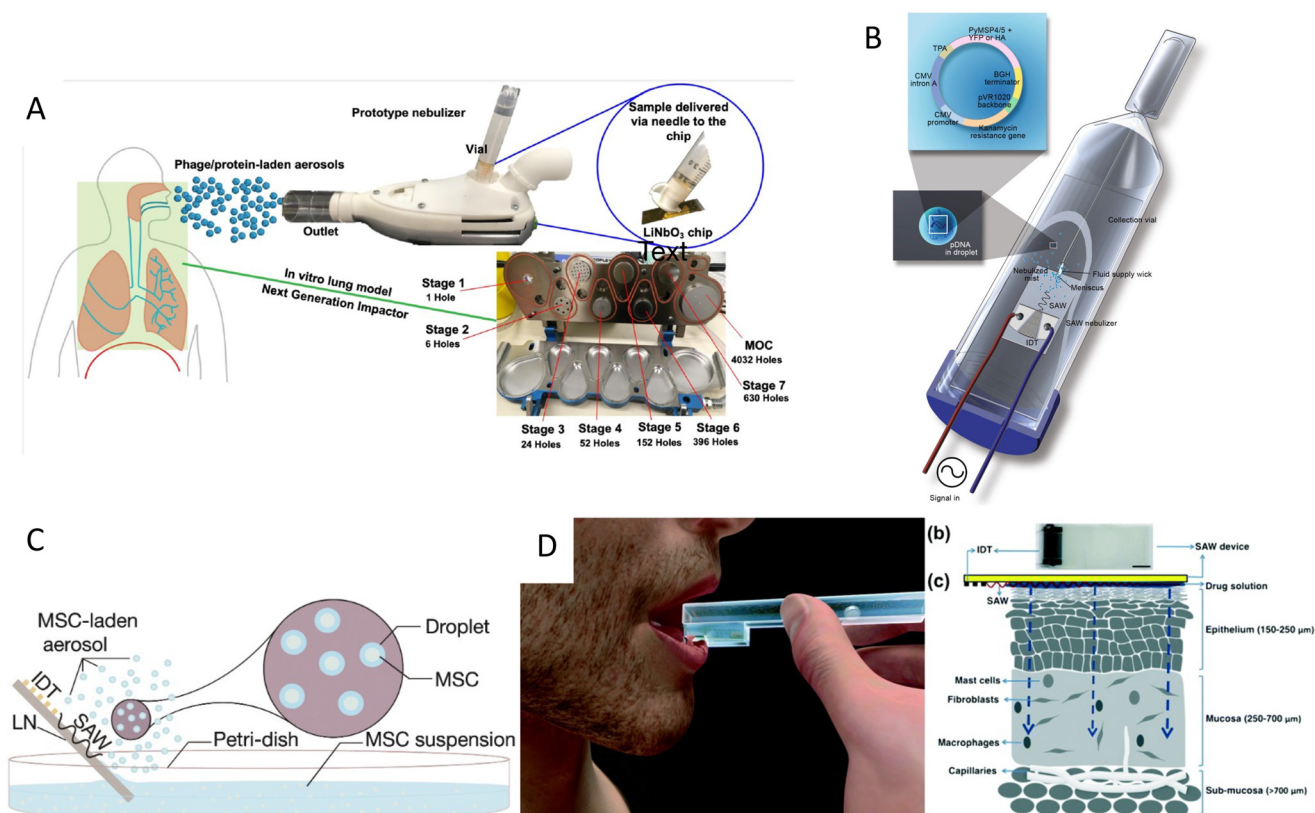 A
Prototype nebulizer
Vial
Sample delivered
via needle to the
chip
LiNbO3 chip
Text
Phage/protein-laden aerosols
Outlet
In vitro lung model
Next Generation Impactor
Stage 1
1 Hole
Stage 2
6 Holes
Stage 3
24 Holes
Stage 4
52 Holes
Stage 5
152 Holes
Stage 6
396 Holes
Stage 7
630 Holes
MOC
4032 Holes
B
PyMSP4/5 +
YFP or HA
TPA
CMV
intron A
BGH
terminator
pVR1020
backbone
CMV
promoter
Kanamycin
resistance gene
pDNA
in droplet
Collection vial
Nebulized
mist
Fluid supply wick
Meniscus
SAW
SAW nebulizer
IDT
Signal in
C
MSC-laden
aerosol
IDT
LN
SAW
Droplet
MSC
Petri-dish
MSC suspension
D
(b)
IDT
SAW device
(c)
Drug solution
SAW
Epithelium (150-250 µm)
Mast cells
Fibroblasts
Mucosa (250-700 µm)
Macrophages
Capillaries
Sub-mucosa (>700 µm)